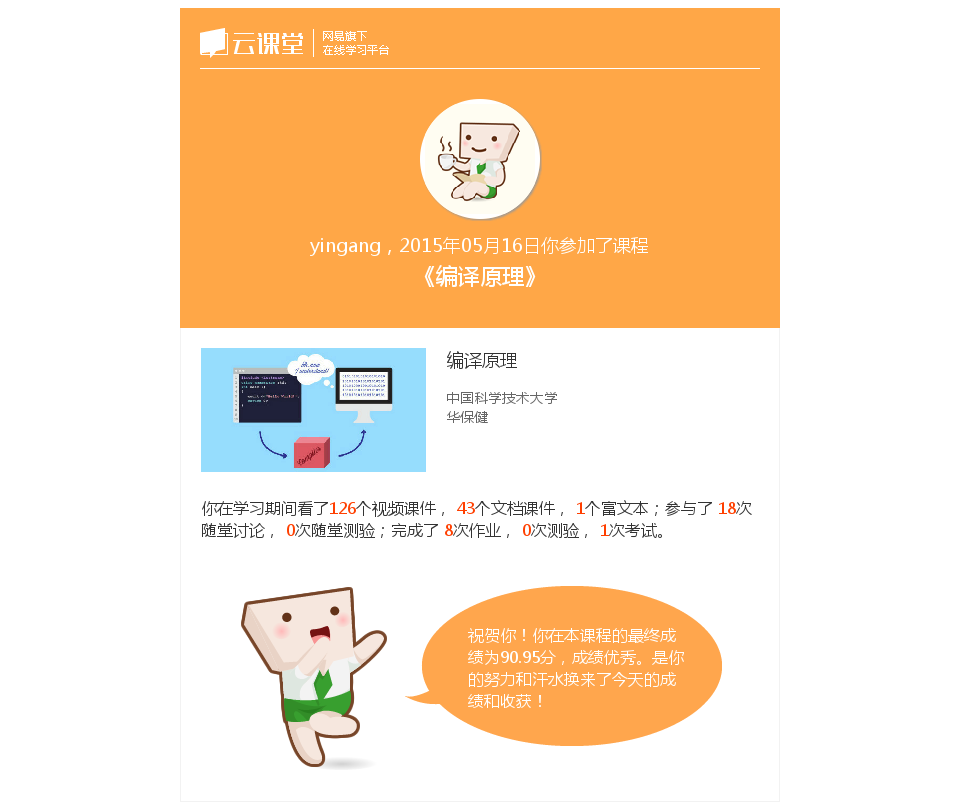 云课堂
网易旗下
在线学习平台
yingang，2015年05月16日你参加了课程
《编译原理》
编译原理
中国科学技术大学
华保健
Compiler
你在学习期间看了126个视频课件， 43个文档课件， 1个富文本；参与了 18次
随堂讨论， 0次随堂测验；完成了 8次作业， 0次测验， 1次考试。
祝贺你！你在本课程的最终成
绩为90.95分，成绩优秀。是你
的努力和汗水换来了今天的成
绩和收获！